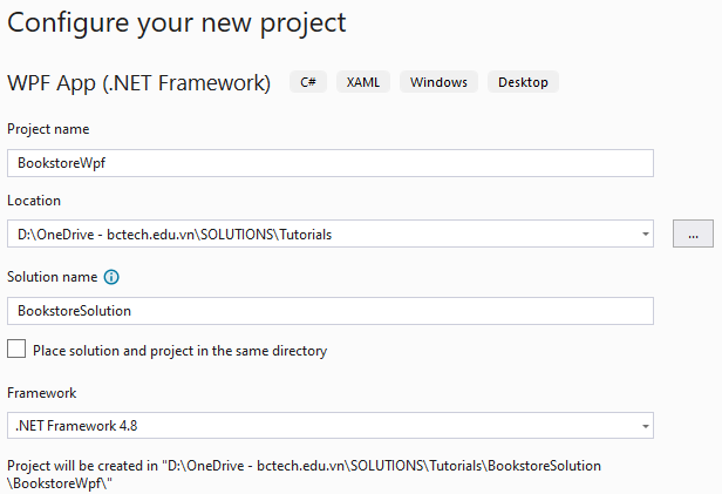 Configure your new project
WPF App (.NET Framework) C# XAML Windows Desktop
Project name
BookstoreWpf
Location
D:\OneDrive - bctech.edu.vn\SOLUTIONS\Tutorials ...
Solution name
BookstoreSolution
Place solution and project in the same directory
Framework
.NET Framework 4.8
Project will be created in "D:\OneDrive - bctech.edu.vn\SOLUTIONS\Tutorials\BookstoreSolution
\BookstoreWpf\"